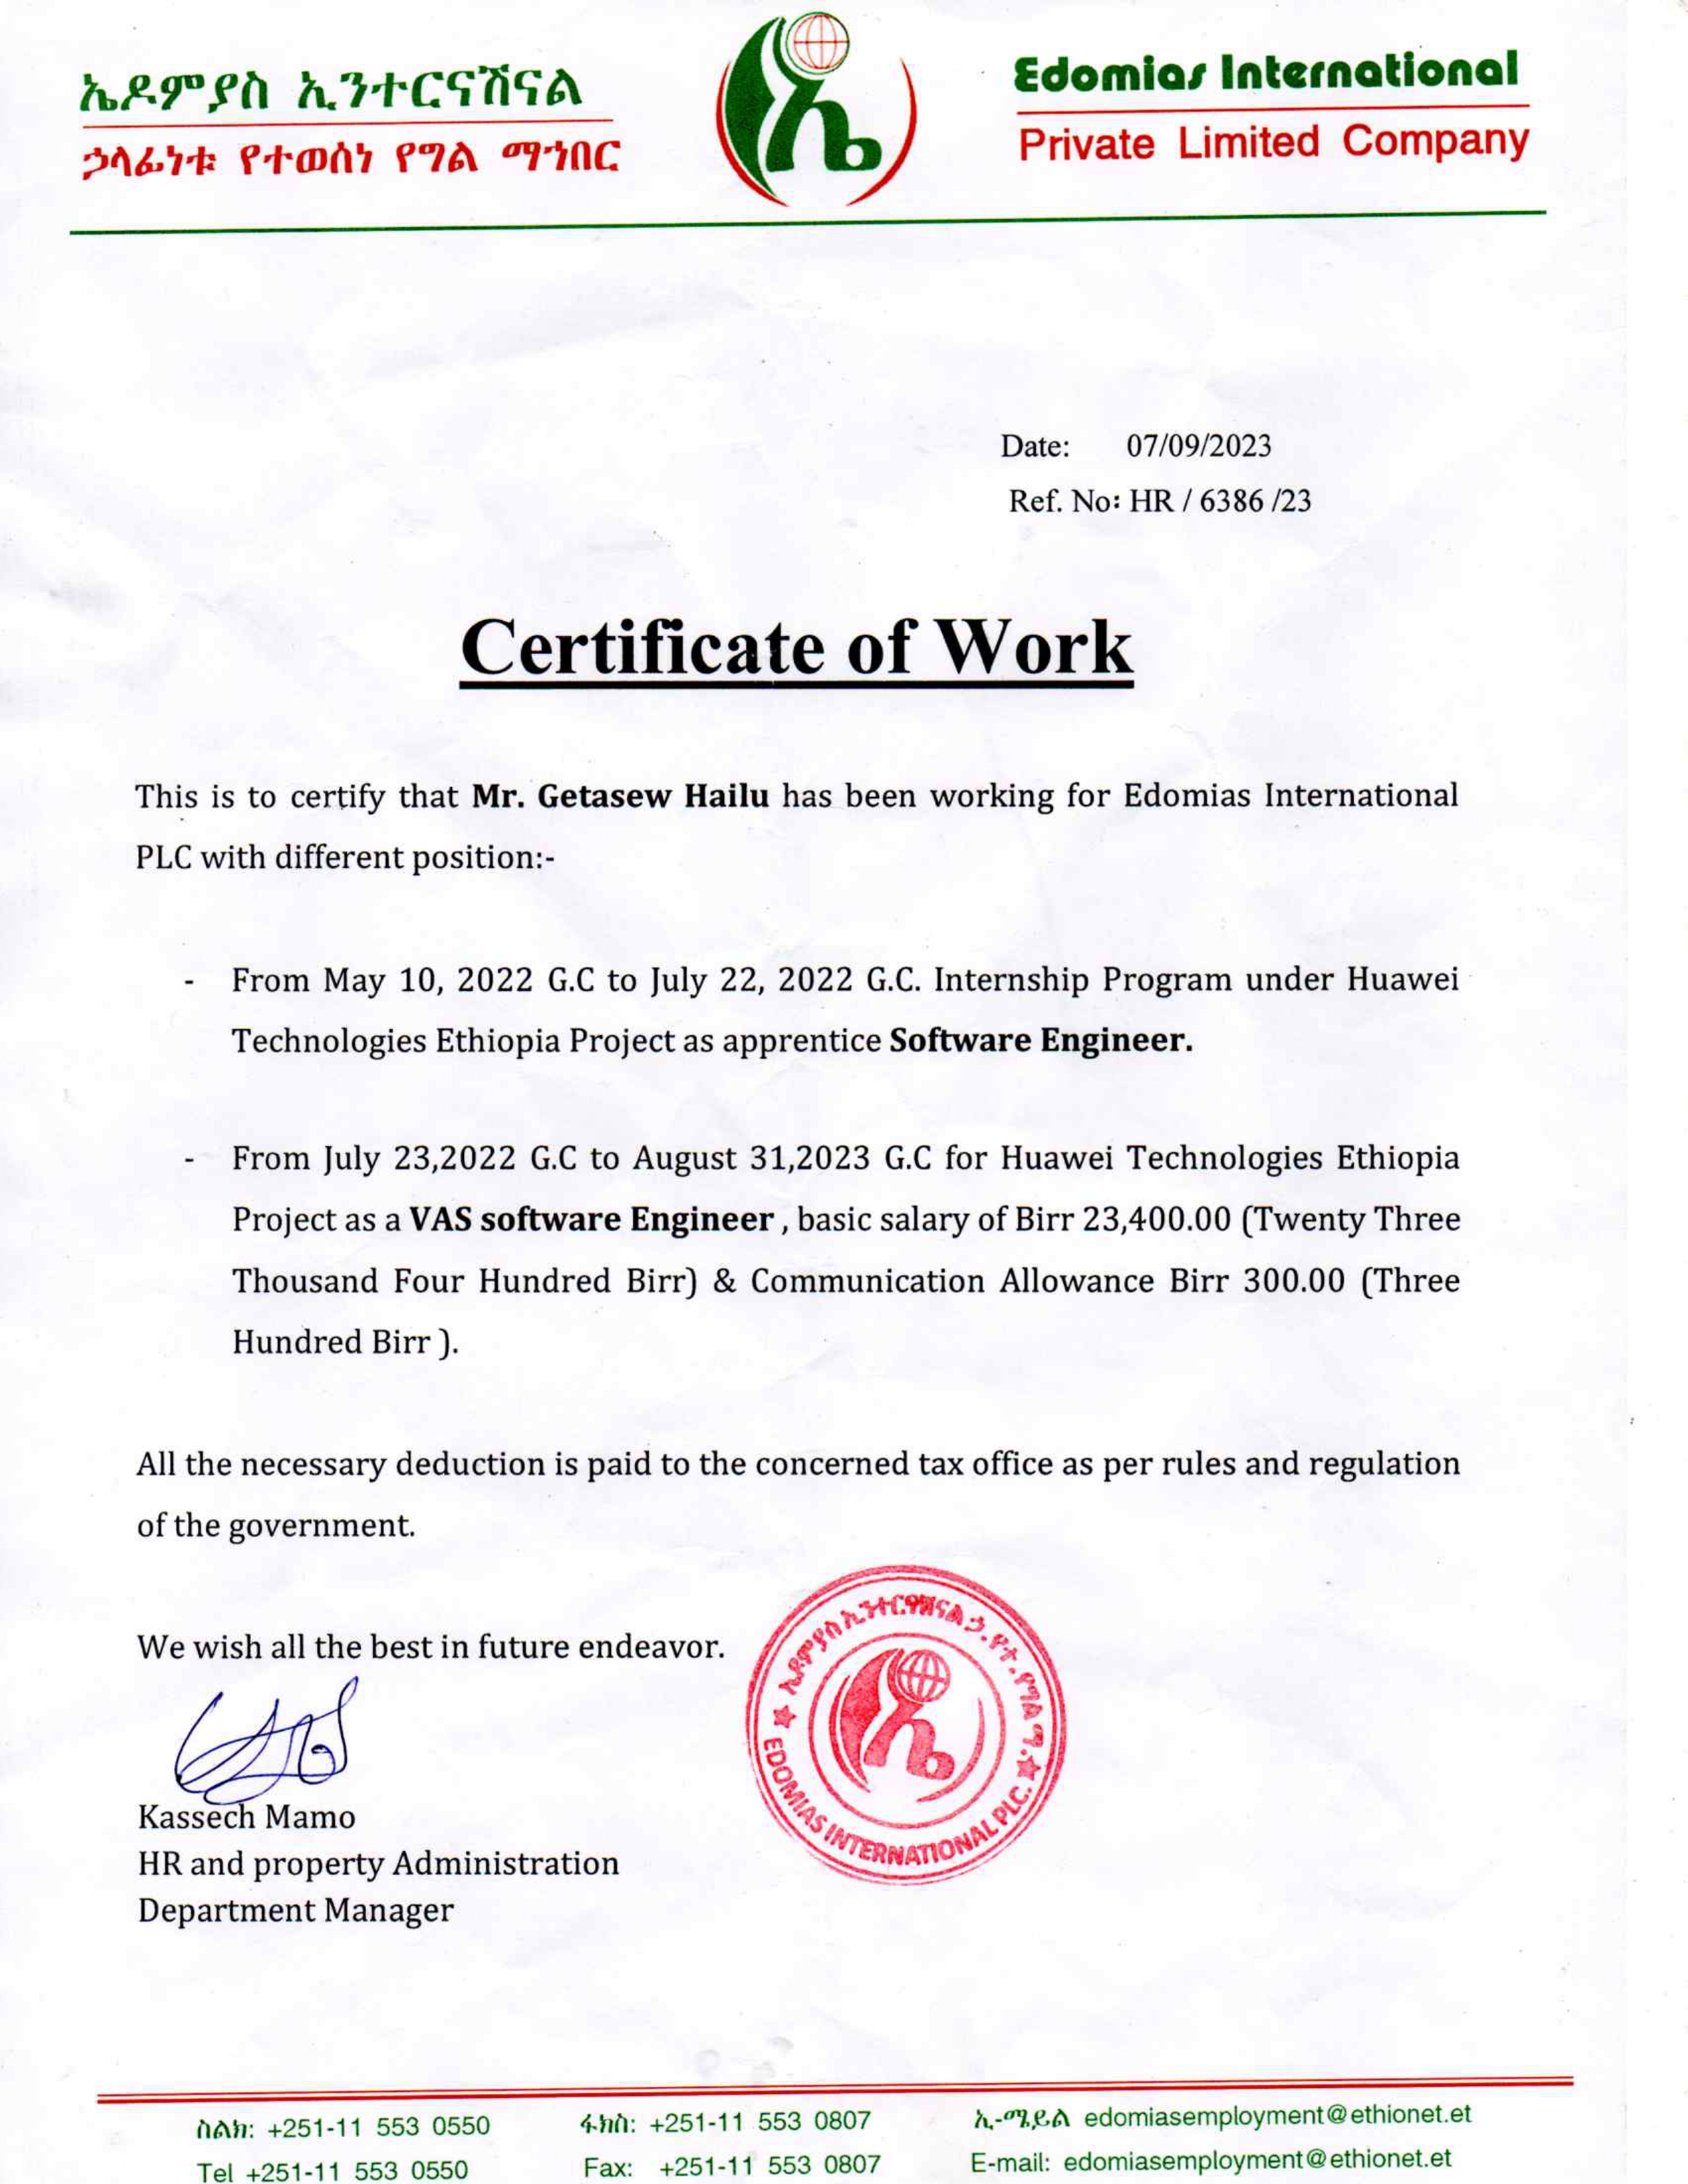 ኤዶምያስ ኢንተርናሽናል
ኃላፊነቱ የተወሰነ የግል ማኅበር
Edomias International
Private Limited Company
Date: 07/09/2023
Ref. No: HR / 6386 /23
Certificate of Work
This is to certify that Mr. Getasew Hailu has been working for Edomias International
PLC with different position:-
- From May 10, 2022 G.C to July 22, 2022 G.C. Internship Program under Huawei
Technologies Ethiopia Project as apprentice Software Engineer.
- From July 23,2022 G.C to August 31,2023 G.C for Huawei Technologies Ethiopia
Project as a VAS software Engineer , basic salary of Birr 23,400.00 (Twenty Three
Thousand Four Hundred Birr) & Communication Allowance Birr 300.00 (Three
Hundred Birr ).
All the necessary deduction is paid to the concerned tax office as per rules and regulation
of the government.
We wish all the best in future endeavor.
ኤዶምያስ ኢንተርናሽናል ኃ.የተ.የግል ማ.
EDOMIAS INTERNATIONAL PLC.
Kassech Mamo
HR and property Administration
Department Manager
ስልክ: +251-11 553 0550 ፋክስ: +251-11 553 0807 ኢ-ሜይል edomiasemployment@ethionet.et
Tel +251-11 553 0550 Fax: +251-11 553 0807 E-mail: edomiasemployment@ethionet.et